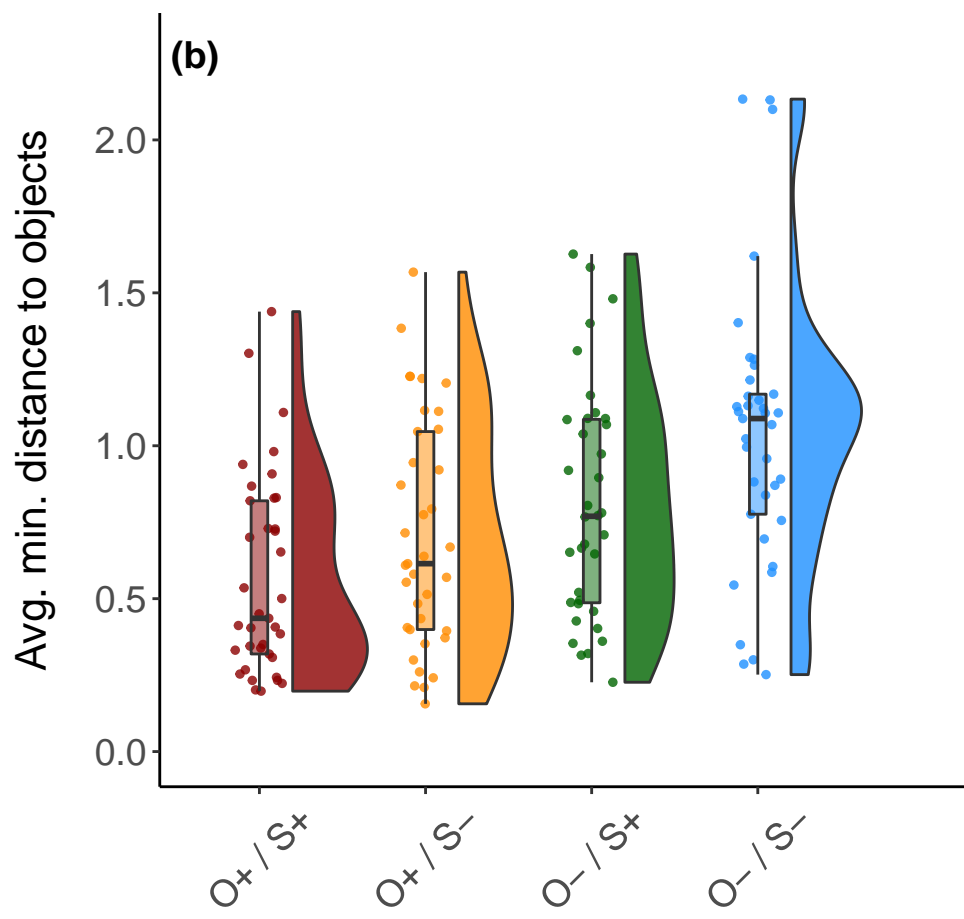 (b)
Avg. min. distance to objects
2.0
1.5
1.0
0.5
0.0
O+ / S+
O+ / S−
O− / S+
O− / S−